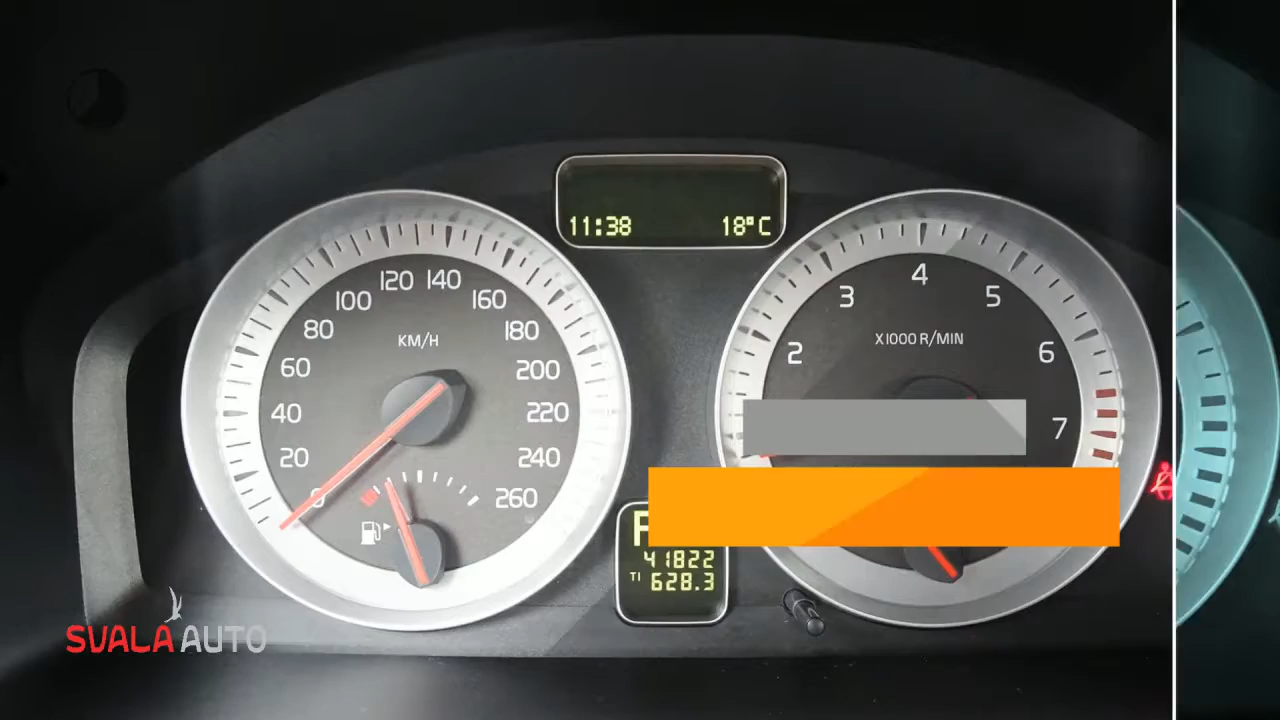 11:38 18°C
120 140
100 160
80 180
60 200
40 220
20 240
0 260
KM/H
4
3 5
2 6
7
X1000 R/MIN
41822
T1 628.3
SVALA AUTO